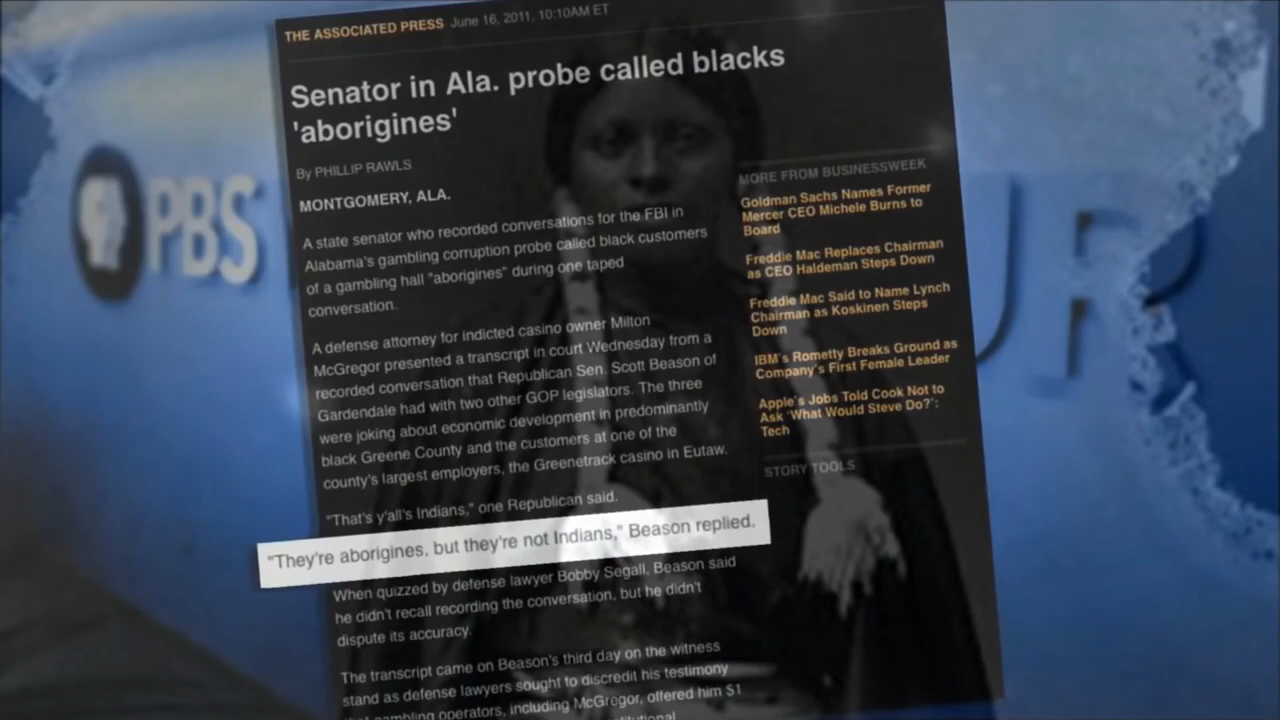 THE ASSOCIATED PRESS June 16, 2011, 10:10AM ET
Senator in Ala. probe called blacks
'aborigines'
By PHILLIP RAWLS
MONTGOMERY, ALA.
A state senator who recorded conversations for the FBI in
Alabama's gambling corruption probe called black customers
of a gambling hall "aborigines" during one taped
conversation.
A defense attorney for indicted casino owner Milton
McGregor presented a transcript in court Wednesday from a
recorded conversation that Republican Sen. Scott Beason of
Gardendale had with two other GOP legislators. The three
were joking about economic development in predominantly
black Greene County and the customers at one of the
county's largest employers, the Greenetrack casino in Eutaw.
"That's y'all's Indians," one Republican said.
"They're aborigines, but they're not Indians," Beason replied.
When quizzed by defense lawyer Bobby Segall, Beason said
he didn't recall recording the conversation, but he didn't
dispute its accuracy.
The transcript came on Beason's third day on the witness
stand as defense lawyers sought to discredit his testimony
gambling operators, including McGregor, offered him $1
MORE FROM BUSINESSWEEK
Goldman Sachs Names Former
Mercer CEO Michele Burns to
Board
Freddie Mac Replaces Chairman
as CEO Haldeman Steps Down
Freddie Mac Said to Name Lynch
Chairman as Koskinen Steps
Down
IBM's Rometty Breaks Ground as
Company's First Female Leader
Apple's Jobs Told Cook Not to
Ask 'What Would Steve Do?':
Tech
STORY TOOLS
PBS
UR